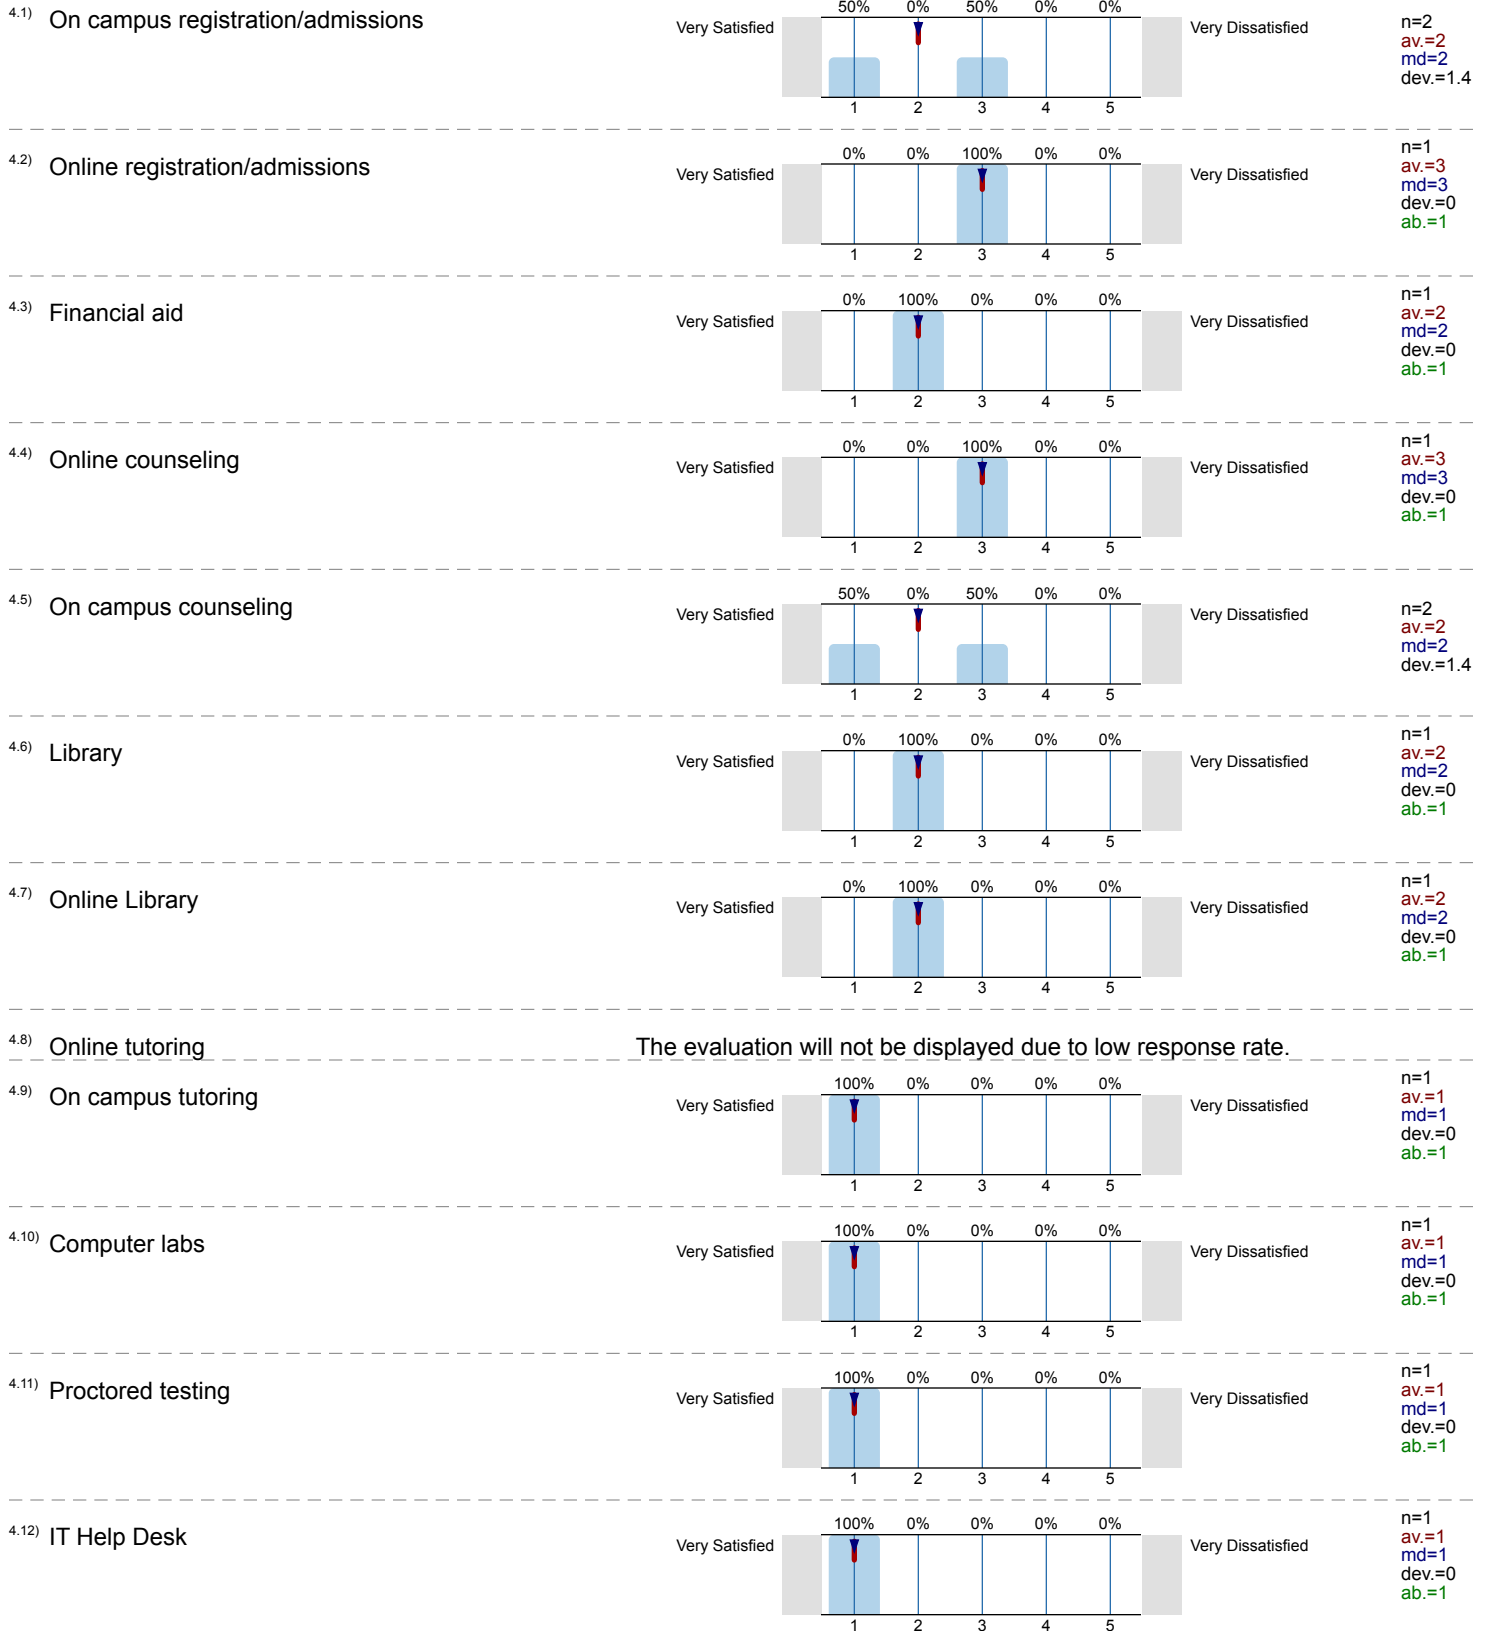 4.1) On campus registration/admissions
50% 0% 50% 0% 0%
Very Satisfied Very Dissatisfied
1 2 3 4 5
n=2
av.=2
md=2
dev.=1.4
4.2) Online registration/admissions
0% 0% 100% 0% 0%
Very Satisfied Very Dissatisfied
1 2 3 4 5
n=1
av.=3
md=3
dev.=0
ab.=1
4.3) Financial aid
0% 100% 0% 0% 0%
Very Satisfied Very Dissatisfied
1 2 3 4 5
n=1
av.=2
md=2
dev.=0
ab.=1
4.4) Online counseling
0% 0% 100% 0% 0%
Very Satisfied Very Dissatisfied
1 2 3 4 5
n=1
av.=3
md=3
dev.=0
ab.=1
4.5) On campus counseling
50% 0% 50% 0% 0%
Very Satisfied Very Dissatisfied
1 2 3 4 5
n=2
av.=2
md=2
dev.=1.4
4.6) Library
0% 100% 0% 0% 0%
Very Satisfied Very Dissatisfied
1 2 3 4 5
n=1
av.=2
md=2
dev.=0
ab.=1
4.7) Online Library
0% 100% 0% 0% 0%
Very Satisfied Very Dissatisfied
1 2 3 4 5
n=1
av.=2
md=2
dev.=0
ab.=1
4.8) Online tutoring The evaluation will not be displayed due to low response rate.
4.9) On campus tutoring
100% 0% 0% 0% 0%
Very Satisfied Very Dissatisfied
1 2 3 4 5
n=1
av.=1
md=1
dev.=0
ab.=1
4.10) Computer labs
100% 0% 0% 0% 0%
Very Satisfied Very Dissatisfied
1 2 3 4 5
n=1
av.=1
md=1
dev.=0
ab.=1
4.11) Proctored testing
100% 0% 0% 0% 0%
Very Satisfied Very Dissatisfied
1 2 3 4 5
n=1
av.=1
md=1
dev.=0
ab.=1
4.12) IT Help Desk
100% 0% 0% 0% 0%
Very Satisfied Very Dissatisfied
1 2 3 4 5
n=1
av.=1
md=1
dev.=0
ab.=1